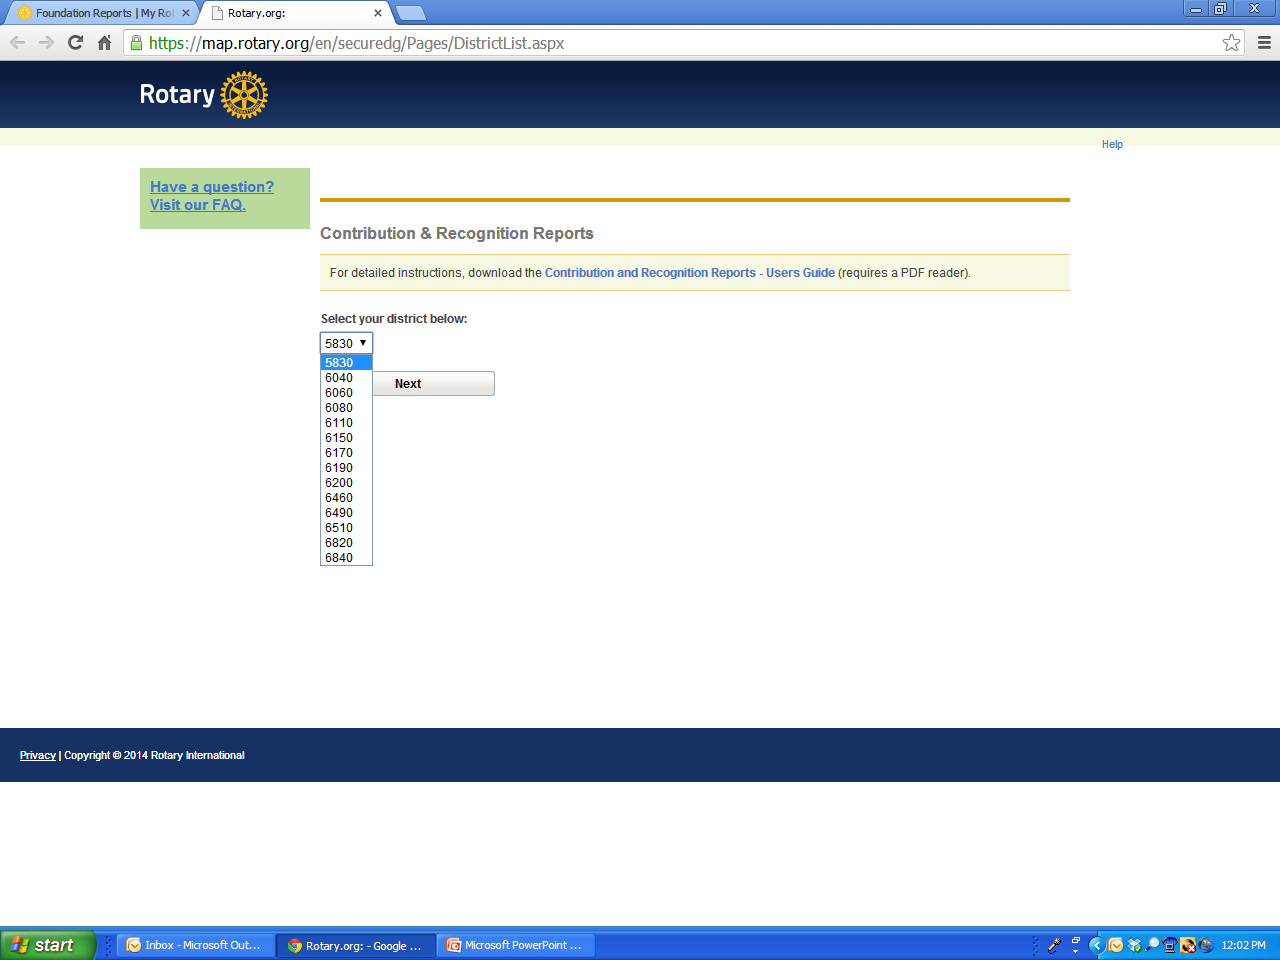 Foundation Reports | My Rot
Rotary.org:
https://map.rotary.org/en/securedg/Pages/DistrictList.aspx
Rotary
Help
Have a question?
Visit our FAQ.
Contribution & Recognition Reports
For detailed instructions, download the Contribution and Recognition Reports - Users Guide (requires a PDF reader).
Select your district below:
5830
5830
6040
6060
6080
Next
6110
6150
6170
6190
6200
6460
6490
6510
6820
6840
Privacy | Copyright © 2014 Rotary International
start
Inbox - Microsoft Out...
Rotary.org: - Google ...
Microsoft PowerPoint ...
12:02 PM